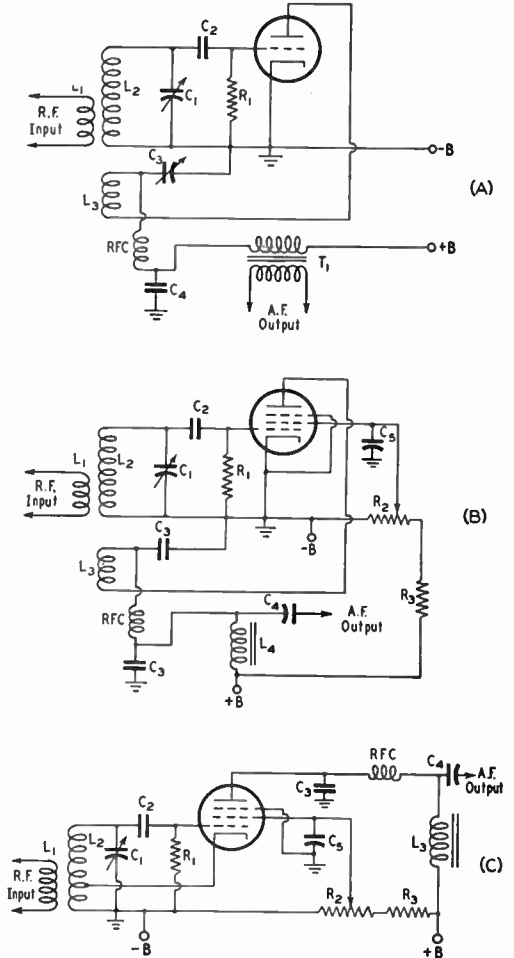 C2
L1
L2
C1
R1
R.F.
Input
-B
C3
(A)
L3
RFC
+B
C4
T1
A.F.
Output
C2
C5
L1
L2
C1
R1
R.F.
Input
R2
(B)
C3
-B
L3
R3
RFC
C4
A.F.
Output
L4
C3
+B
RFC
C4
A.F.
Output
C3
C2
L1
L2
C1
R1
C5
L3
(C)
R.F.
Input
R2
R3
-B
+B